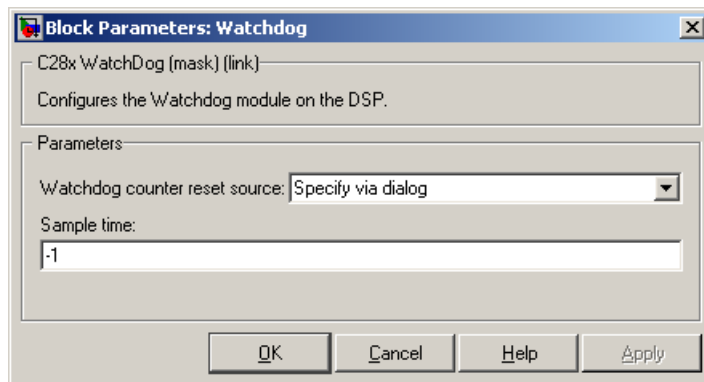 Block Parameters: Watchdog
C28x WatchDog (mask) (link)
Configures the Watchdog module on the DSP.
Parameters
Watchdog counter reset source: Specify via dialog
Sample time:
-1
OK Cancel Help Apply